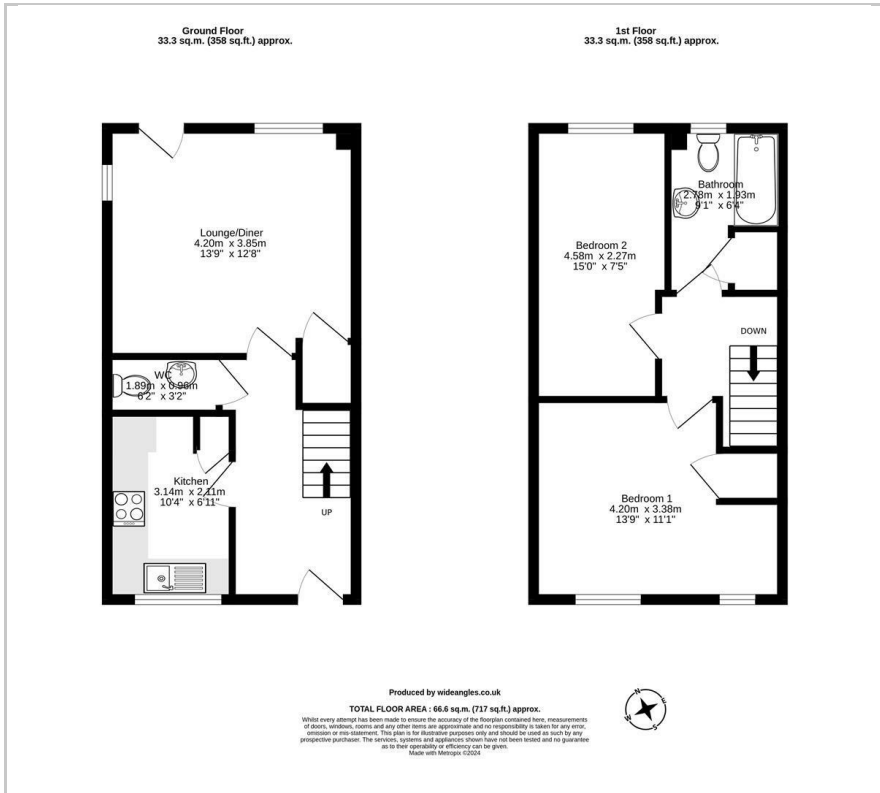 Ground Floor
33.3 sq.m. (358 sq.ft.) approx.
1st Floor
33.3 sq.m. (358 sq.ft.) approx.
Lounge/Diner
4.20m x 3.85m
13'9" x 12'8"
WC
1.89m x 0.96m
6'2" x 3'2"
Kitchen
3.14m x 2.11m
10'4" x 6'11"
UP
Bathroom
2.78m x 1.93m
9'1" x 6'4"
Bedroom 2
4.58m x 2.27m
15'0" x 7'5"
DOWN
Bedroom 1
4.20m x 3.38m
13'9" x 11'1"
Produced by wideangles.co.uk
TOTAL FLOOR AREA : 66.6 sq.m. (717 sq.ft.) approx.
Whilst every attempt has been made to ensure the accuracy of the floorplan contained here, measurements
of doors, windows, rooms and any other items are approximate and no responsibility is taken for any error,
omission or mis-statement. This plan is for illustrative purposes only and should be used as such by any
prospective purchaser. The services, systems and appliances shown have not been tested and no guarantee
as to their operability or efficiency can be given.
Made with Metropix ©2024
N
E
W
S